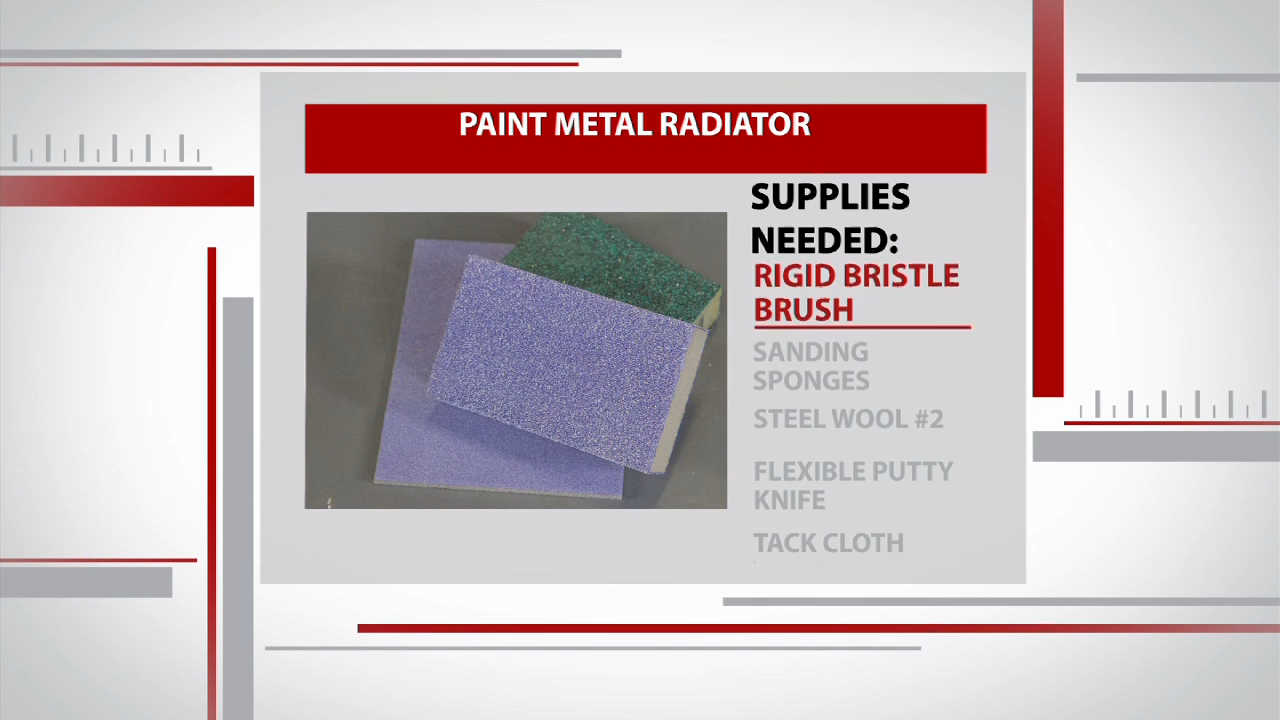 PAINT METAL RADIATOR
SUPPLIES
NEEDED:
RIGID BRISTLE
BRUSH
SANDING
SPONGES
STEEL WOOL #2
FLEXIBLE PUTTY
KNIFE
TACK CLOTH